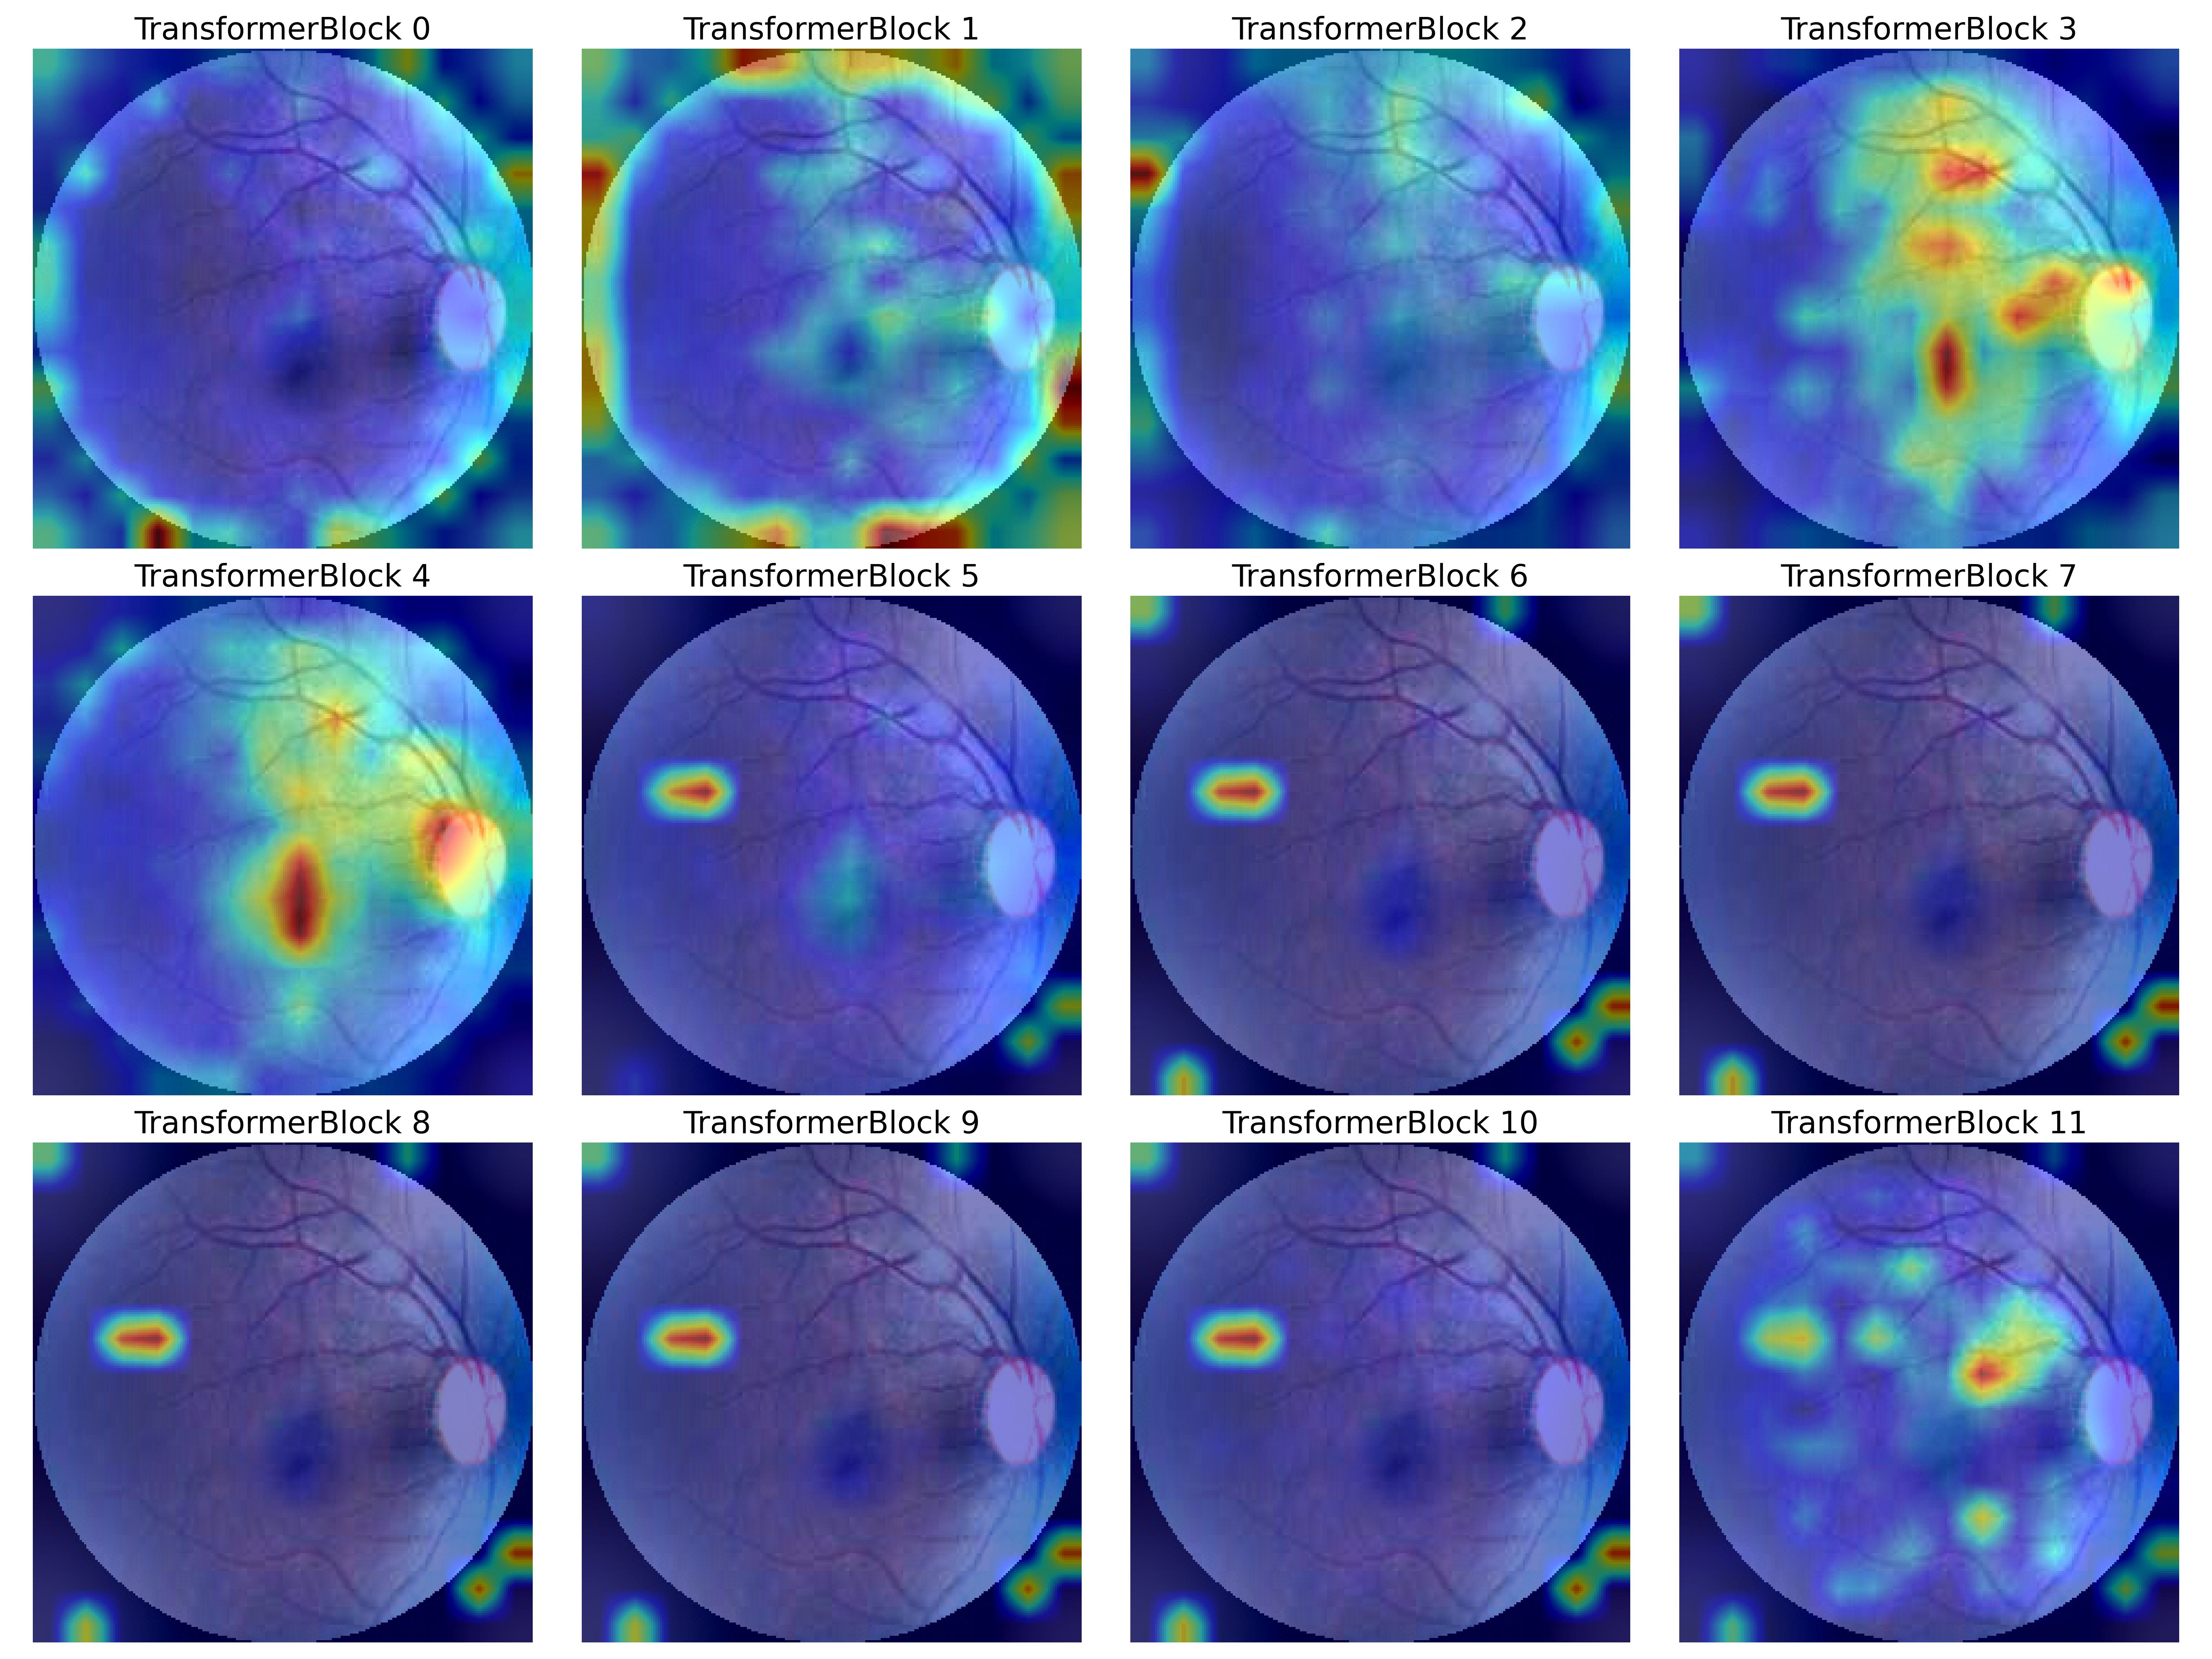 TransformerBlock 0
TransformerBlock 1
TransformerBlock 2
TransformerBlock 3
TransformerBlock 4
TransformerBlock 5
TransformerBlock 6
TransformerBlock 7
TransformerBlock 8
TransformerBlock 9
TransformerBlock 10
TransformerBlock 11